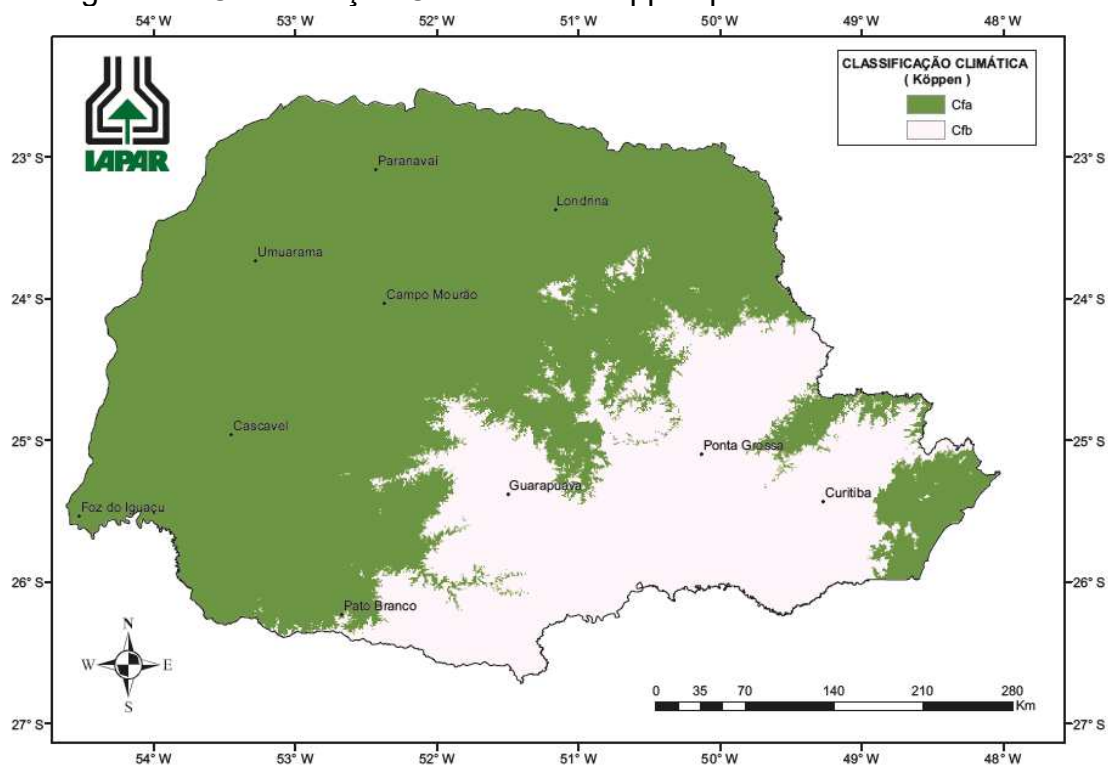 54° W 53° W 52° W 51° W 50° W 49° W 48° W
CLASSIFICAÇÃO CLIMÁTICA
( Köppen )
Cfa
Cfb
IAPAR
23° S
23° S
Paranavaí
Londrina
Umuarama
Campo Mourão
24° S
24° S
Cascavel
Ponta Grossa
25° S
25° S
Guarapuava
Curitiba
Foz do Iguaçu
26° S
26° S
Pato Branco
N
W E
S
0 35 70 140 210 280
Km
27° S
27° S
54° W 53° W 52° W 51° W 50° W 49° W 48° W